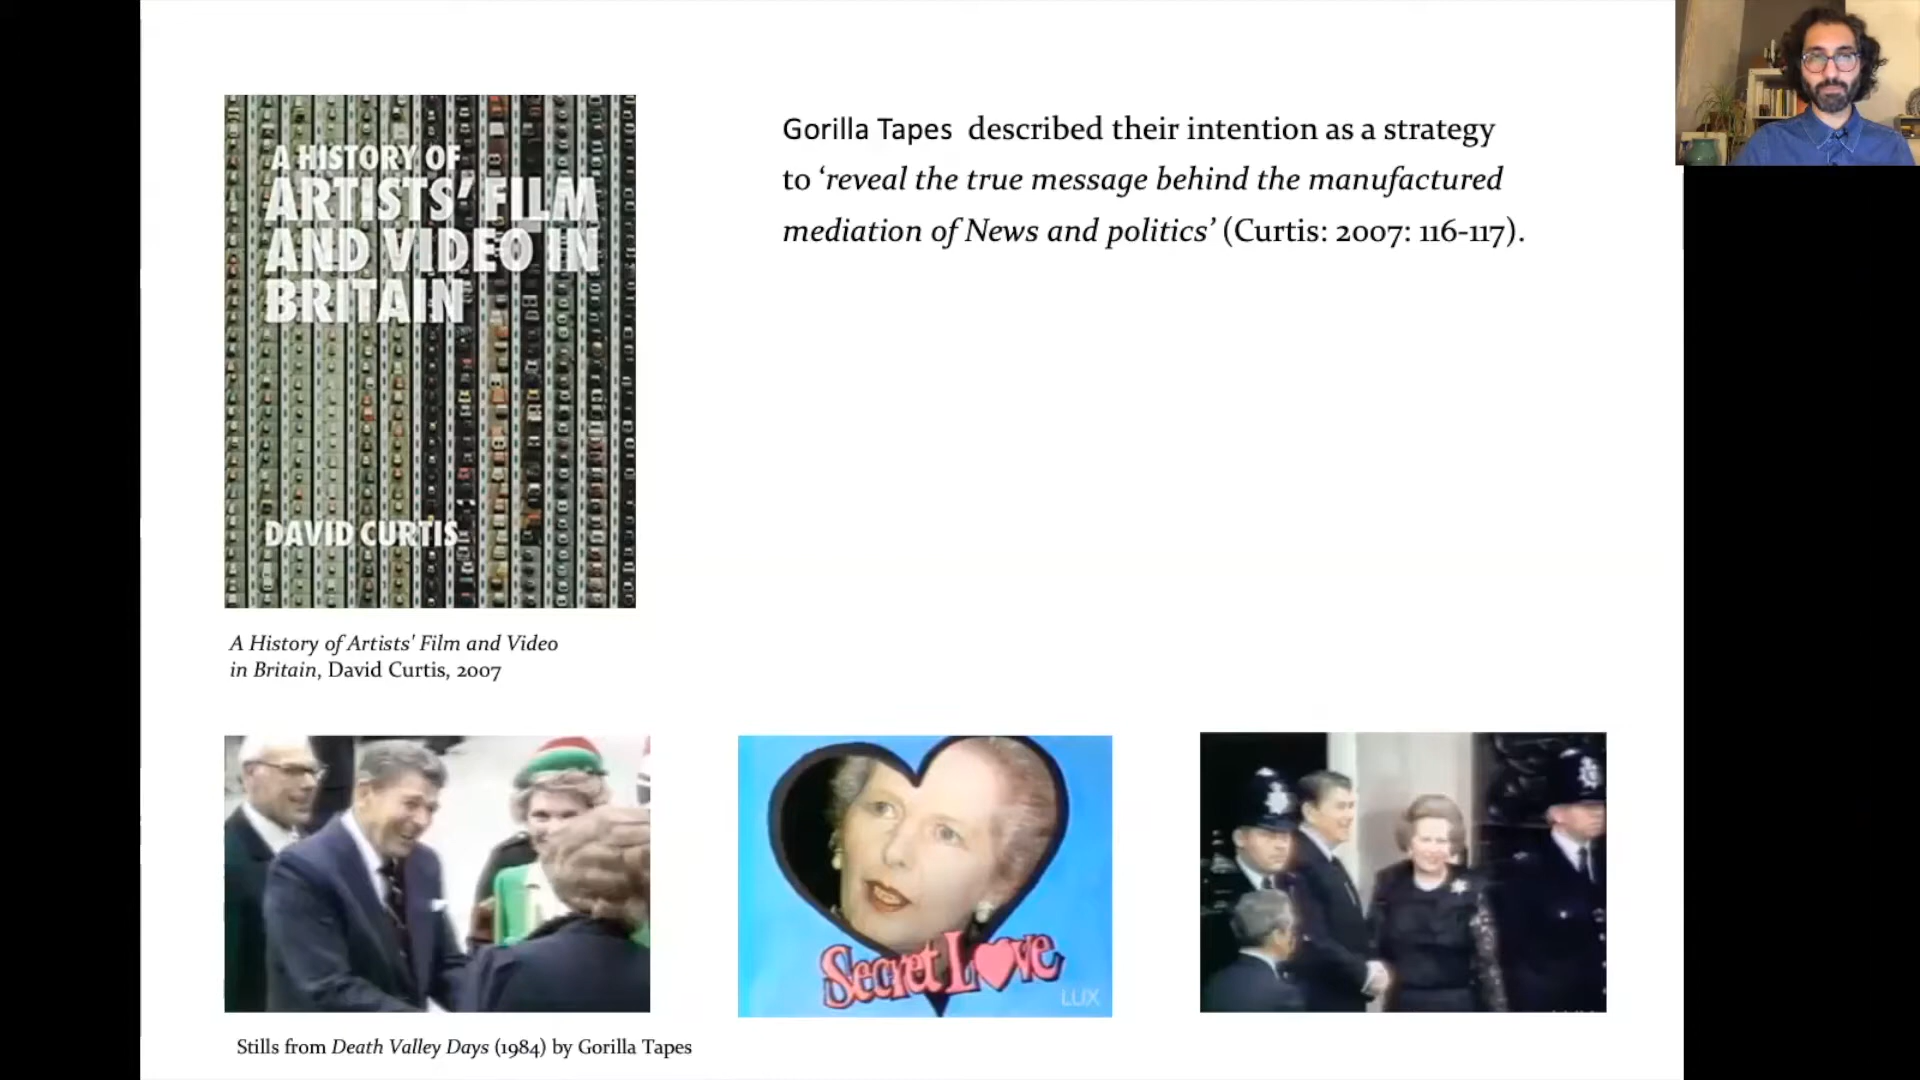 A HISTORY OF
ARTISTS' FILM
AND VIDEO IN
BRITAIN
DAVID CURTIS
Gorilla Tapes described their intention as a strategy
to ‘reveal the true message behind the manufactured
mediation of News and politics’ (Curtis: 2007: 116-117).
A History of Artists' Film and Video
in Britain, David Curtis, 2007
Secret Love
LUX
Stills from Death Valley Days (1984) by Gorilla Tapes